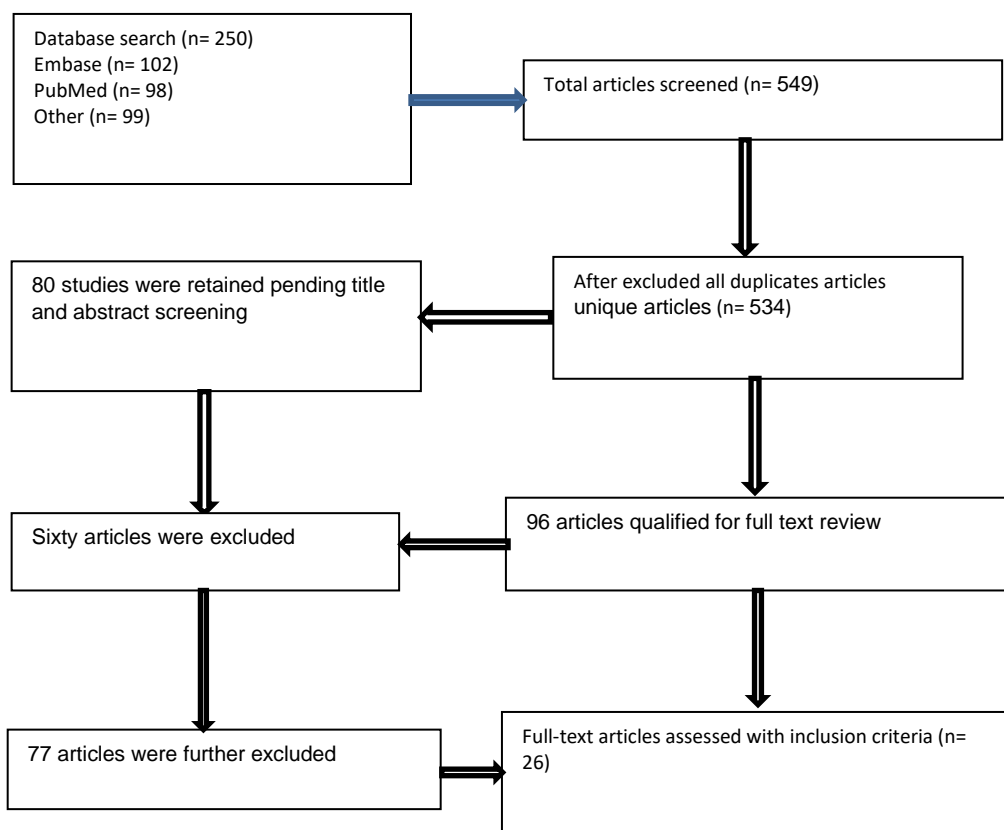 Database search (n= 250)
Embase (n= 102)
PubMed (n= 98)
Other (n= 99)
Total articles screened (n= 549)
After excluded all duplicates articles
unique articles (n= 534)
80 studies were retained pending title
and abstract screening
96 articles qualified for full text review
Sixty articles were excluded
77 articles were further excluded
Full-text articles assessed with inclusion criteria (n=
26)